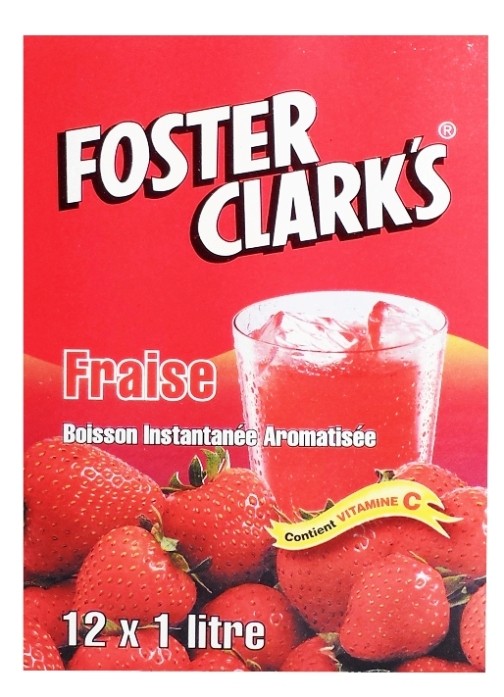 FOSTER
CLARK'S®
Fraise
Boisson Instantanée Aromatisée
Contient VITAMINE C
12 x 1 litre